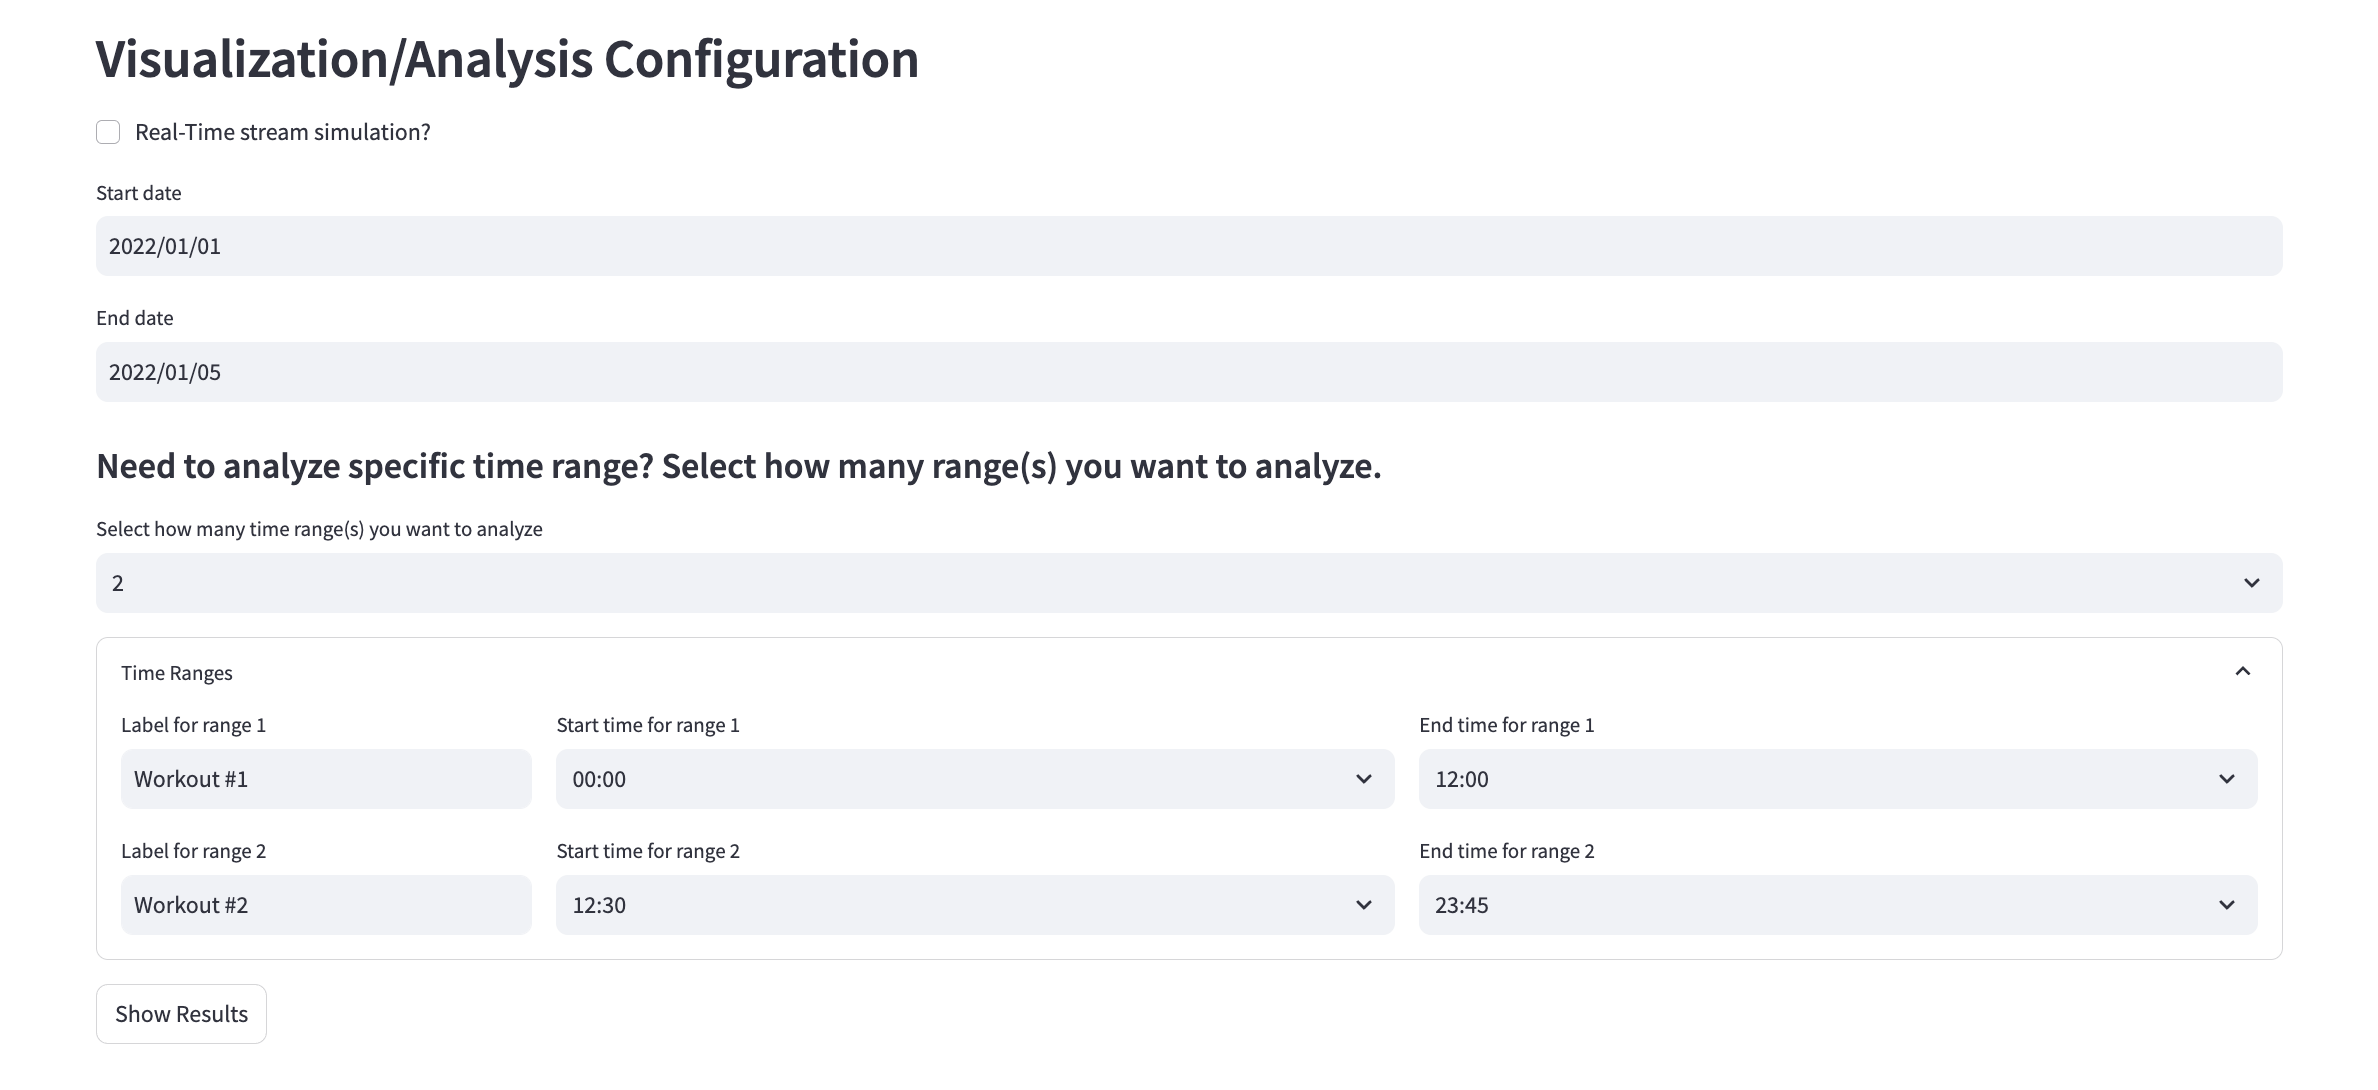 Visualization/Analysis Configuration
Real-Time stream simulation?
Start date
2022/01/01
End date
2022/01/05
Need to analyze specific time range? Select how many range(s) you want to analyze.
Select how many time range(s) you want to analyze
2
Time Ranges
Label for range 1 Start time for range 1 End time for range 1
Workout #1 00:00 12:00
Label for range 2 Start time for range 2 End time for range 2
Workout #2 12:30 23:45
Show Results